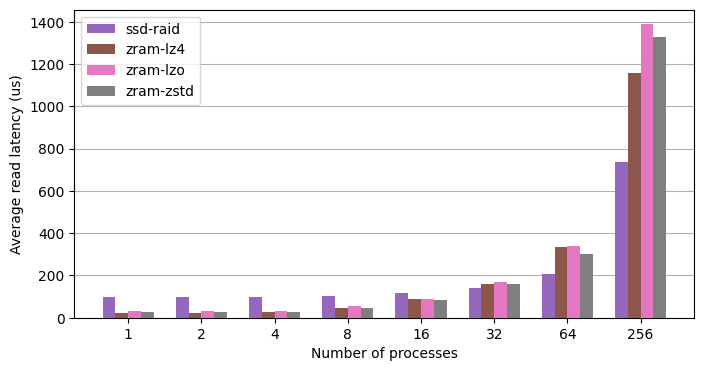 ssd-raid
zram-lz4
zram-lzo
zram-zstd
Average read latency (us)
1400
1200
1000
800
600
400
200
0
1 2 4 8 16 32 64 256
Number of processes